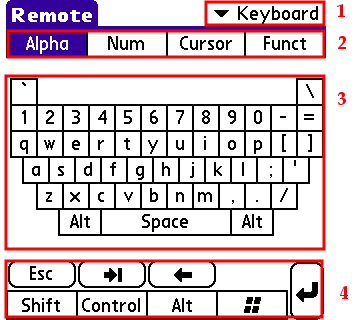 Remote Keyboard 1
Alpha Num Cursor Funct 2
` \ 3
1 2 3 4 5 6 7 8 9 0 - =
q w e r t y u i o p [ ]
a s d f g h j k l ; '
z x c v b n m , . /
Alt Space Alt
Esc
Shift Control Alt 4